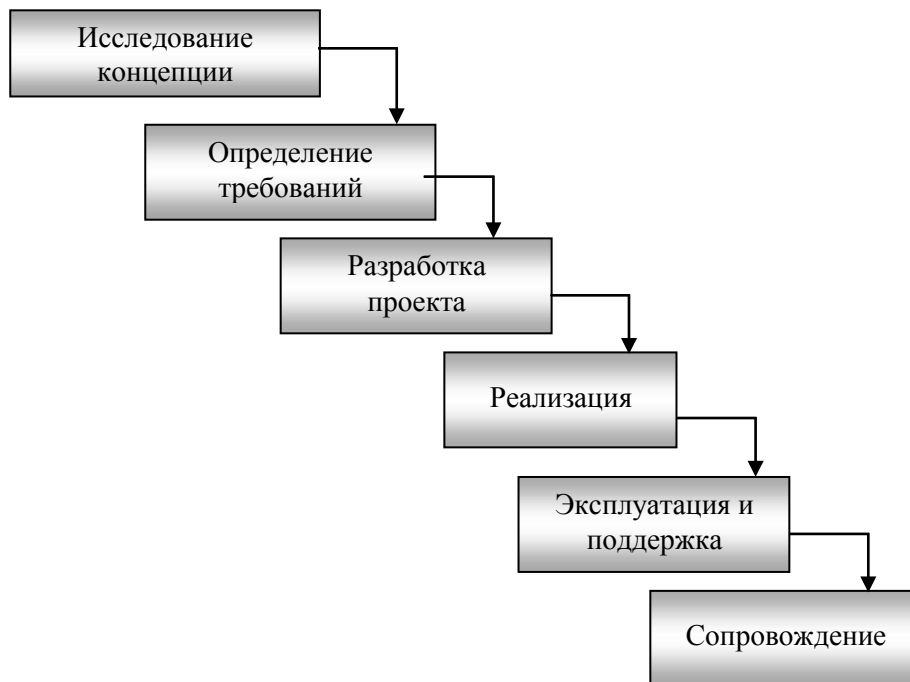 Исследование
концепции
Определение
требований
Разработка
проекта
Реализация
Эксплуатация и
поддержка
Сопровождение